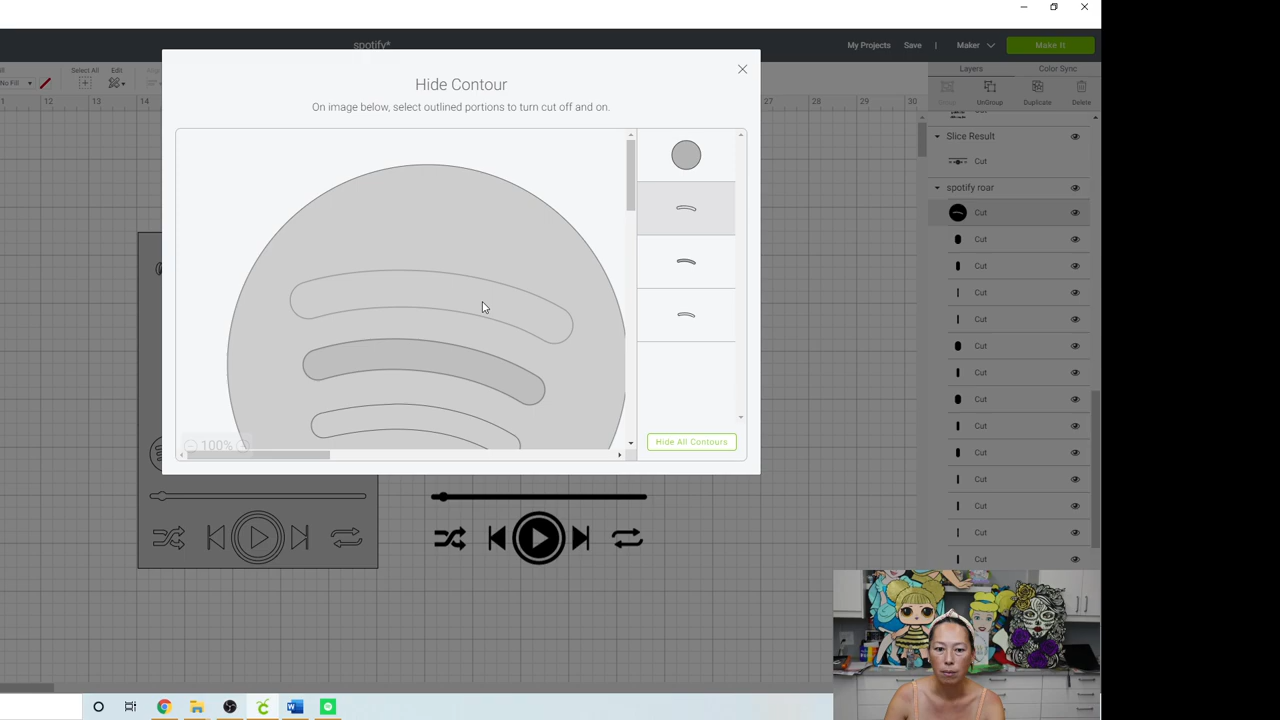 spotify*
My Projects Save | Maker Make It
No Fill
Select All Edit
Layers Color Sync
UnGroup Duplicate Delete
12 13 14 27 28 29 30
Hide Contour
On image below, select outlined portions to turn cut off and on.
100%
Hide All Contours
Slice Result
Cut
spotify roar
Cut
Cut
Cut
Cut
Cut
Cut
Cut
Cut
Cut
Cut
Cut
Cut
Cut
Cut